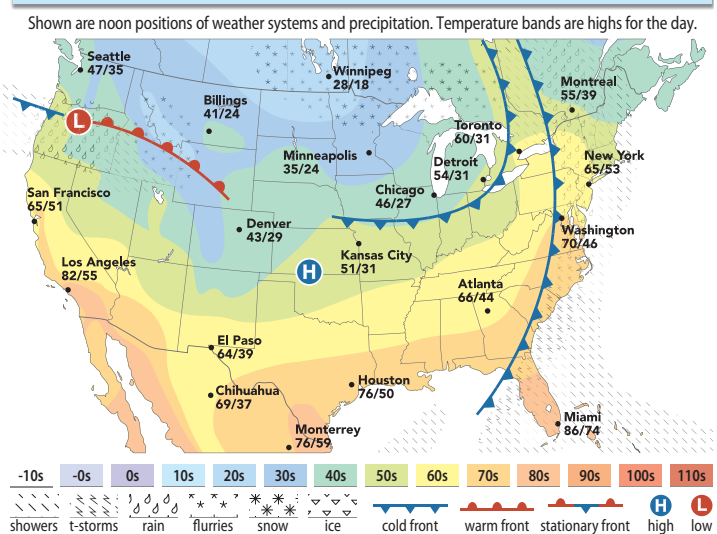 Shown are noon positions of weather systems and precipitation. Temperature bands are highs for the day.
Seattle
47/35
Winnipeg
28/18
Montreal
55/39
Billings
41/24
L
Toronto
60/31
Minneapolis
35/24
Detroit
54/31
New York
65/53
San Francisco
65/51
Chicago
46/27
Denver
43/29
Washington
70/46
Kansas City
51/31
H
Los Angeles
82/55
Atlanta
66/44
El Paso
64/39
Chihuahua
69/37
Houston
76/50
Monterrey
76/59
Miami
86/74
-10s -0s 0s 10s 20s 30s 40s 50s 60s 70s 80s 90s 100s 110s
H L
showers t-storms rain flurries snow ice cold front warm front stationary front high low